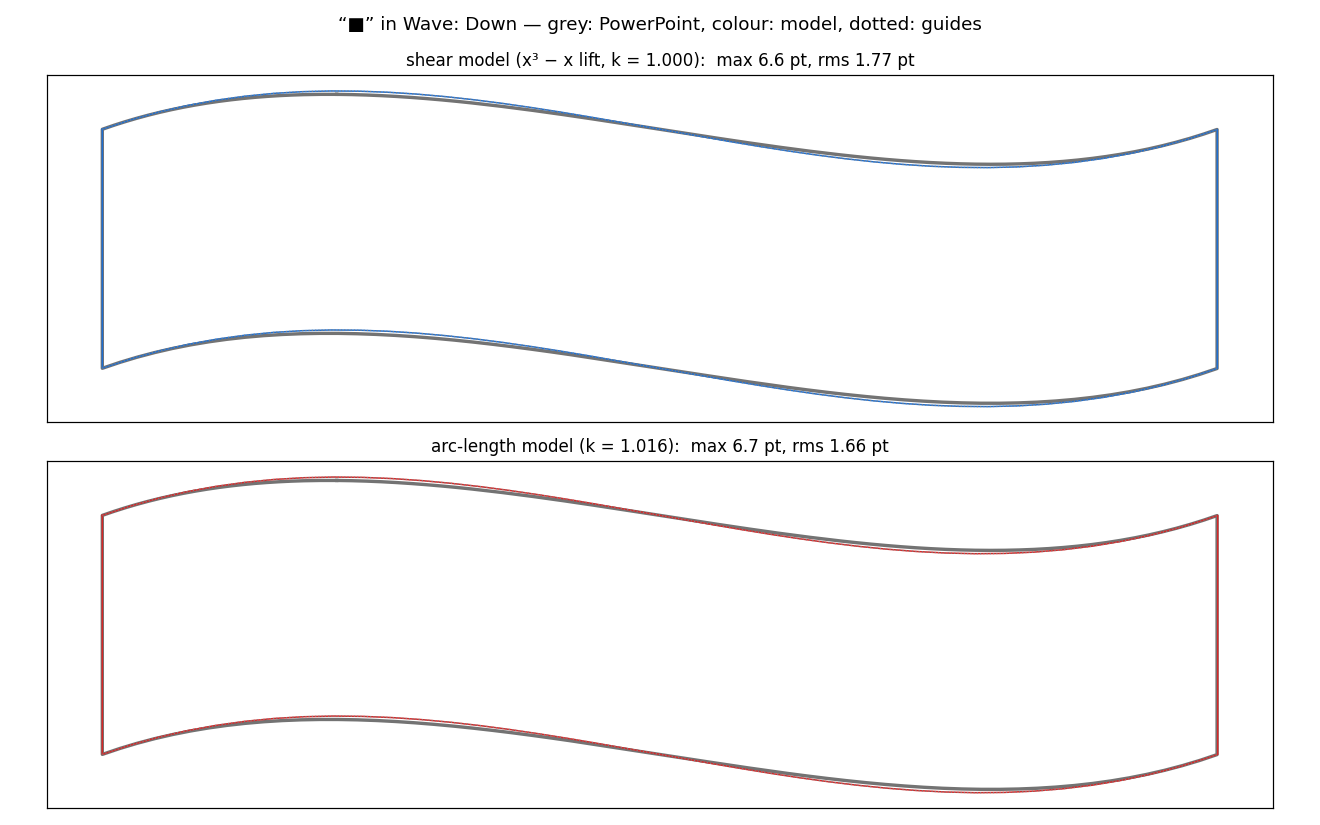 “■” in Wave: Down — grey: PowerPoint, colour: model, dotted: guides
shear model (x³ − x lift, k = 1.000):  max 6.6 pt, rms 1.77 pt
arc-length model (k = 1.016):  max 6.7 pt, rms 1.66 pt